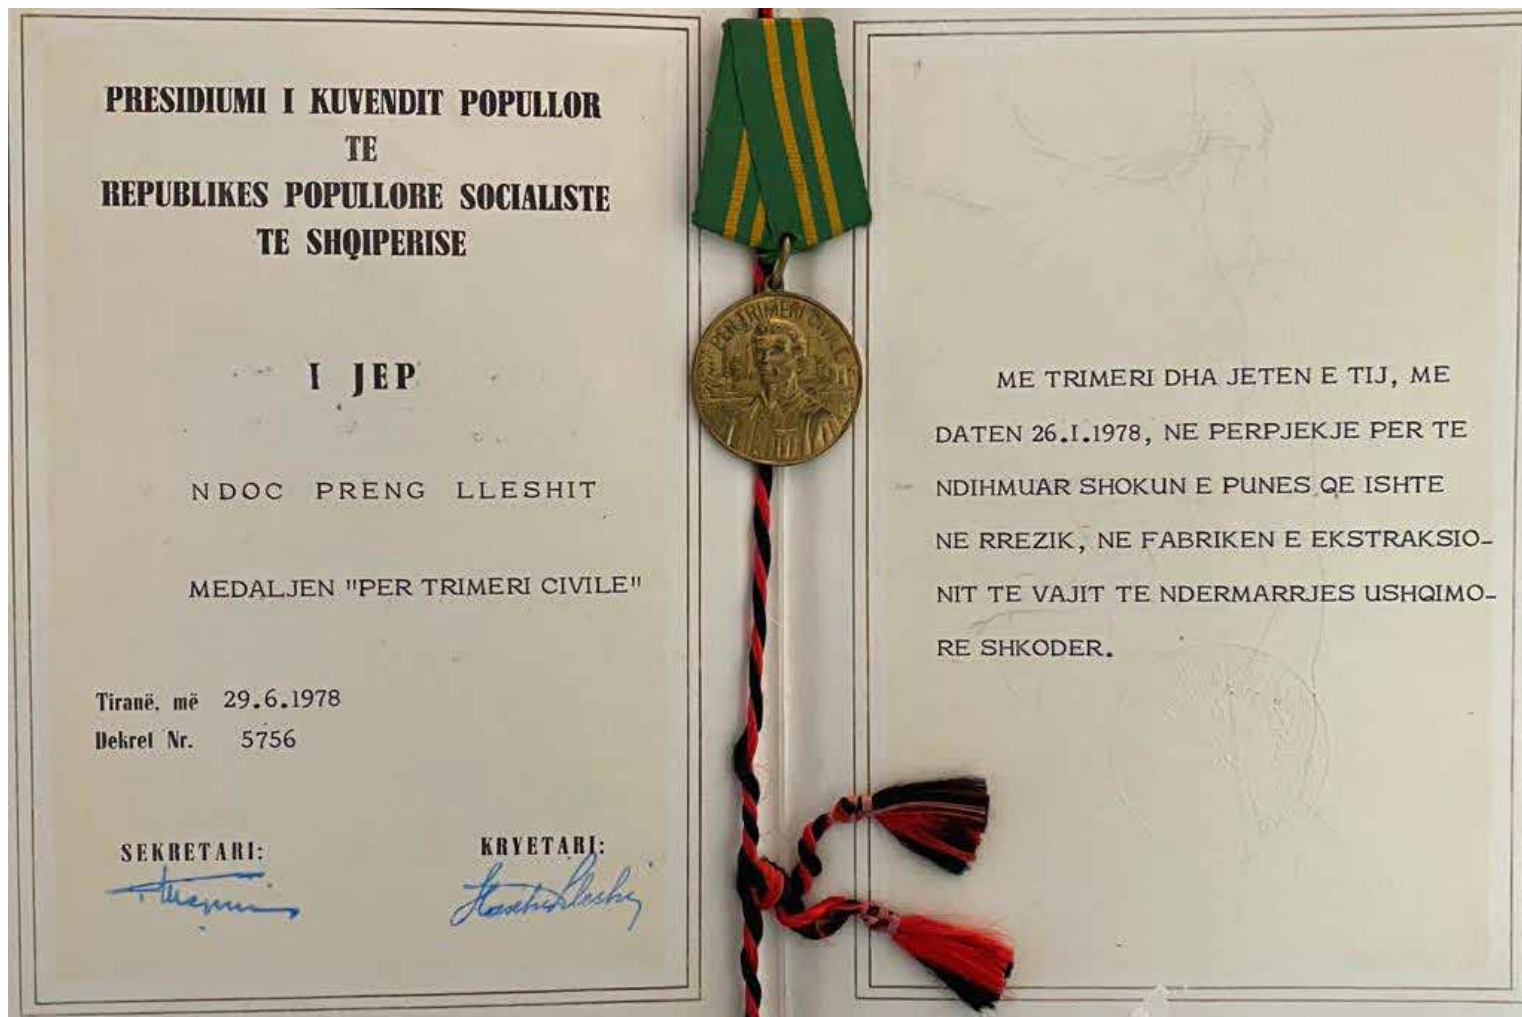 PRESIDIUMI I KUVENDIT POPULLOR
TE
REPUBLIKES POPULLORE SOCIALISTE
TE SHQIPERISE
I JEP
NDOC PRENG LLESHIT
MEDALJEN "PER TRIMERI CIVILE"
Tiranë, më 29.6.1978
Dekret Nr. 5756
SEKRETARI:
KRYETARI:
Haxhi Lleshi
PER TRIMERI CIVILE
ME TRIMERI DHA JETEN E TIJ, ME
DATEN 26.I.1978, NE PERPJEKJE PER TE
NDIHMUAR SHOKUN E PUNES QE ISHTE
NE RREZIK, NE FABRIKEN E EKSTRAKSIO-
NIT TE VAJIT TE NDERMARRJES USHQIMO-
RE SHKODER.